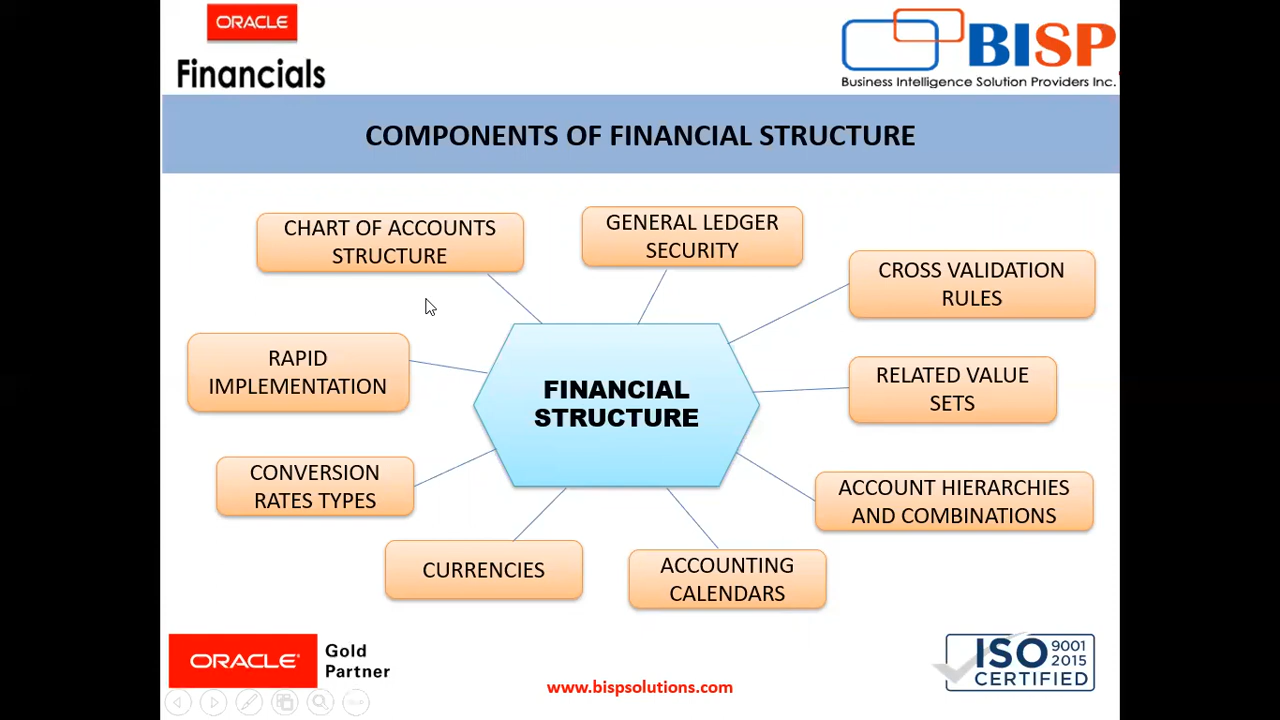 ORACLE
Financials
BISP
Business Intelligence Solution Providers Inc.
COMPONENTS OF FINANCIAL STRUCTURE
CHART OF ACCOUNTS
STRUCTURE
GENERAL LEDGER
SECURITY
CROSS VALIDATION
RULES
RAPID
IMPLEMENTATION
FINANCIAL
STRUCTURE
RELATED VALUE
SETS
CONVERSION
RATES TYPES
ACCOUNT HIERARCHIES
AND COMBINATIONS
CURRENCIES
ACCOUNTING
CALENDARS
ORACLE®
Gold
Partner
www.bispsolutions.com
ISO 9001
2015
CERTIFIED